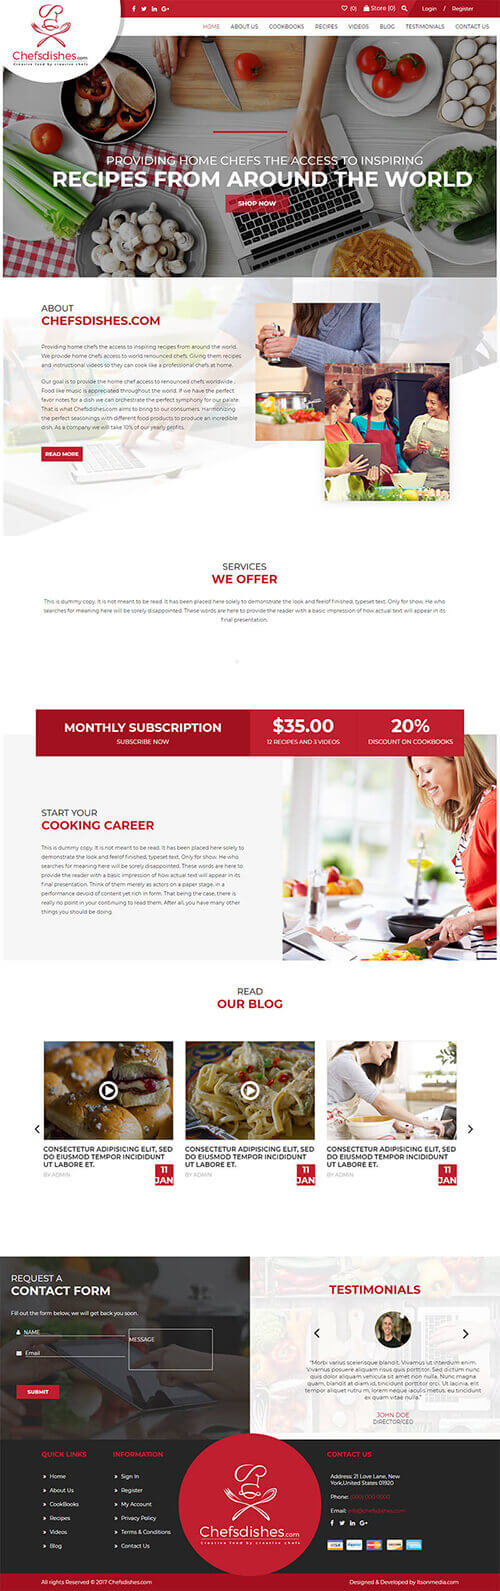 Chefsdishes.com
Creative food by creative chefs
(0) Store (0) Login / Register
HOME ABOUT US COOKBOOKS RECIPES VIDEOS BLOG TESTIMONIALS CONTACT US
PROVIDING HOME CHEFS THE ACCESS TO INSPIRING
RECIPES FROM AROUND THE WORLD
SHOP NOW
ABOUT
CHEFSDISHES.COM
Providing home chefs the access to inspiring recipes from around the world.
We provide home chefs access to world renounced chefs. Giving them recipes
and instructional videos so they can cook like a professional chefs at home.
Our goal is to provide the home chef access to renounced chefs worldwide.;
Food like music is appreciated throughout the world. If we have the perfect
favor notes for a dish we can orchestrate the perfect symphony for our palate.
That is what Chefsdishes.com aims to bring to our consumers. Harmonizing
the perfect seasonings with different food products to produce an incredible
dish. As a company we will take 10% of our yearly profits.
READ MORE
SERVICES
WE OFFER
This is dummy copy. It is not meant to be read. It has been placed here solely to demonstrate the look and feelof finished, typeset text. Only for show. He who
searches for meaning here will be sorely disappointed. These words are here to provide the reader with a basic impression of how actual text will appear in its
final presentation.
MONTHLY SUBSCRIPTION
SUBSCRIBE NOW
$35.00
12 RECIPES AND 3 VIDEOS
20%
DISCOUNT ON COOKBOOKS
START YOUR
COOKING CAREER
This is dummy copy. It is not meant to be read. It has been placed here solely to
demonstrate the look and feelof finished, typeset text. Only for show. He who
searches for meaning here will be sorely disappointed. These words are here to
provide the reader with a basic impression of how actual text will appear in its
final presentation. Think of them merely as actors on a paper stage, in a
performance devoid of content yet rich in form. That being the case, there is
really no point in your continuing to read them. After all, you have many other
things you should be doing.
READ
OUR BLOG
CONSECTETUR ADIPISICING ELIT, SED
DO EIUSMOD TEMPOR INCIDIDUNT
UT LABORE ET.
BY ADMIN
11
JAN
CONSECTETUR ADIPISICING ELIT, SED
DO EIUSMOD TEMPOR INCIDIDUNT
UT LABORE ET.
BY ADMIN
11
JAN
CONSECTETUR ADIPISICING ELIT, SED
DO EIUSMOD TEMPOR INCIDIDUNT
UT LABORE ET.
BY ADMIN
11
JAN
REQUEST A
CONTACT FORM
Fill out the form below, we will get back you soon.
NAME
Email
MESSAGE
SUBMIT
TESTIMONIALS
"Morbi varius scelerisque blandit. Vivamus ut interdum enim.
Vivamus posuere aliquam risus quis porttitor. Sed dictum nunc
quis dolor aliquam vehicula sit amet non nulla. Nunc magna
quam, blandit at diam id, tincidunt porttitor orci. Ut lacinia, elit
tempor aliquet rutrum, lorem neque iaculis metus, eu tincidunt
ex quam vitae nulla."
JOHN DOE
DIRECTOR/CEO
QUICK LINKS
Home
About Us
CookBooks
Recipes
Videos
Blog
INFORMATION
Sign In
Register
My Account
Privacy Policy
Terms & Conditions
Contact Us
Chefsdishes.com
Creative food by creative chefs
CONTACT US
Address: 21 Love Lane, New
York,United States 01920
Phone: (000) 000 0000
Email: info@chefsdishes.com
All rights Reserved © 2017 Chefsdishes.com
Designed & Developed by Itsonmedia.com